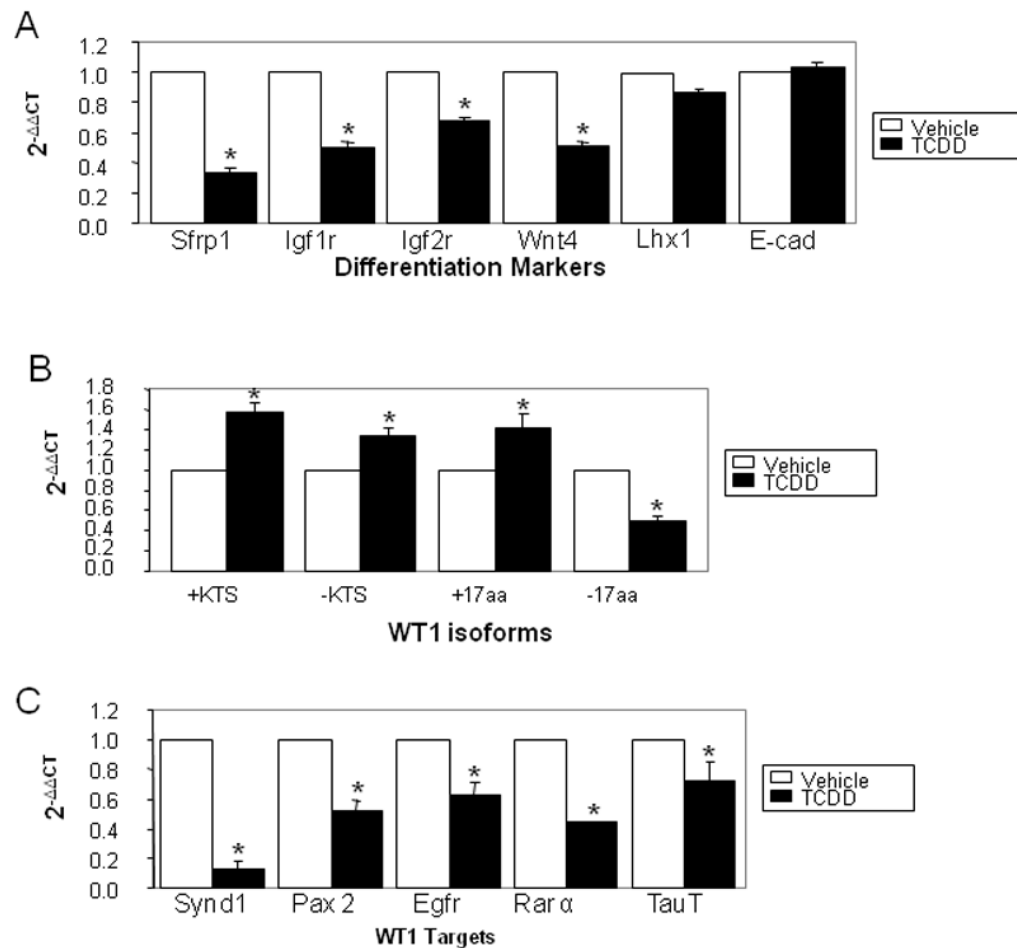 A
1.2
1.0
0.8
0.6
0.4
0.2
0.0
2-ΔΔCT
* * * *
Sfrp1 Igf1r Igf2r Wnt4 Lhx1 E-cad
Differentiation Markers
Vehicle
TCDD
B
1.8
1.6
1.4
1.2
1.0
0.8
0.6
0.4
0.2
0.0
2-ΔΔCT
* * * *
+KTS -KTS +17aa -17aa
WT1 isoforms
Vehicle
TCDD
C
1.2
1.0
0.8
0.6
0.4
0.2
0.0
2-ΔΔCT
* * * * *
Synd1 Pax 2 Egfr Rar α TauT
WT1 Targets
Vehicle
TCDD